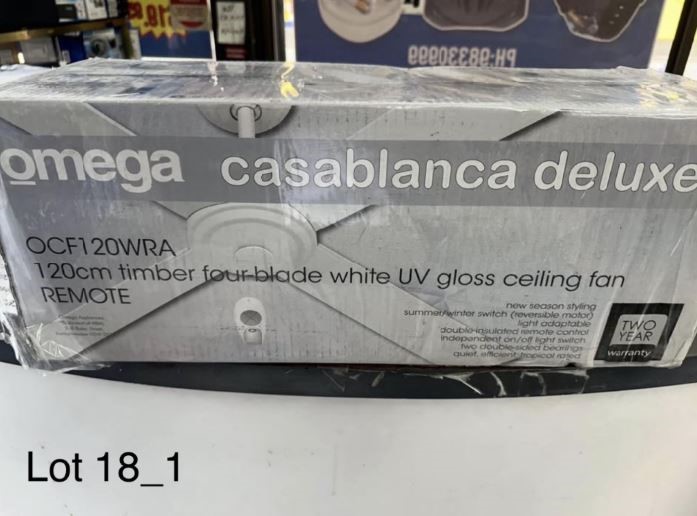 PH:98330999
omega casablanca deluxe
OCF120WRA
120cm timber four-blade white UV gloss ceiling fan
REMOTE
new season styling
summer/winter switch (reversible motor)
light adaptable
double-insulated remote control
independent on/off light switch
two double-sided bearings
quiet, efficient-tropical rated
TWO
YEAR
warranty
Lot 18_1